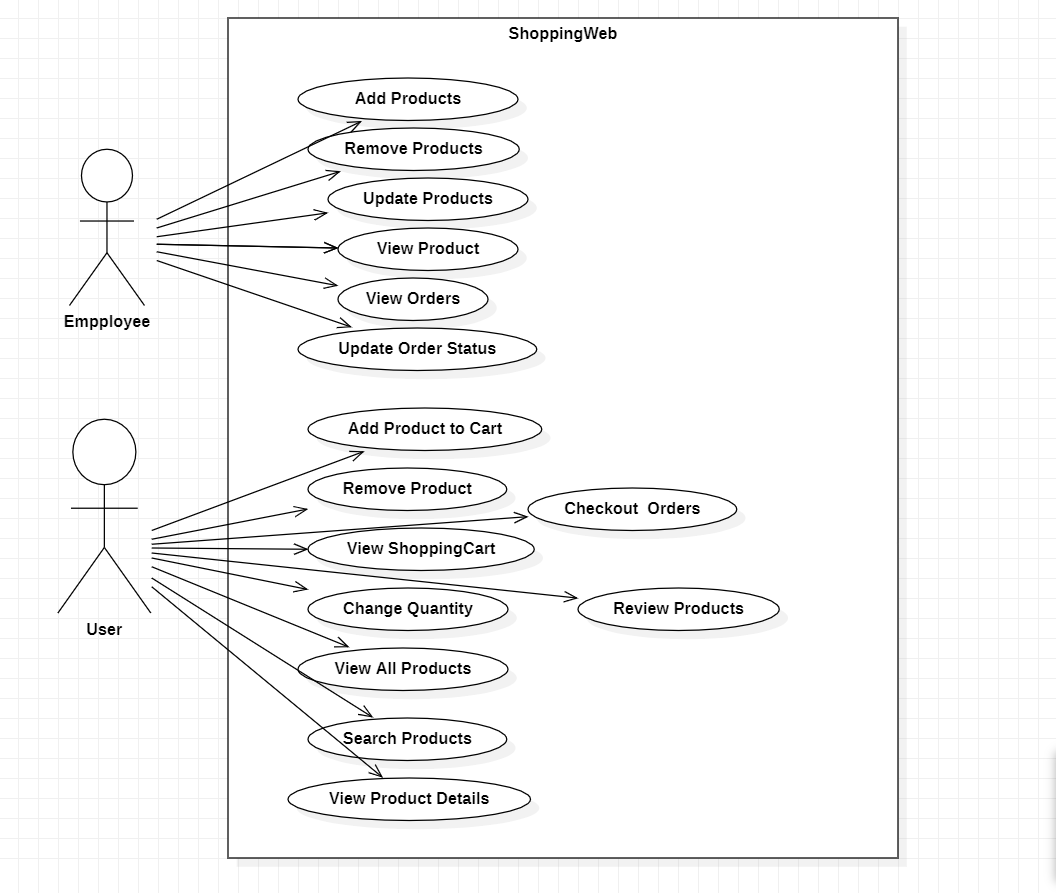 ShoppingWeb
Add Products
Remove Products
Update Products
View Product
View Orders
Empployee
Update Order Status
Add Product to Cart
Remove Product
Checkout  Orders
View ShoppingCart
Change Quantity
Review Products
User
View All Products
Search Products
View Product Details